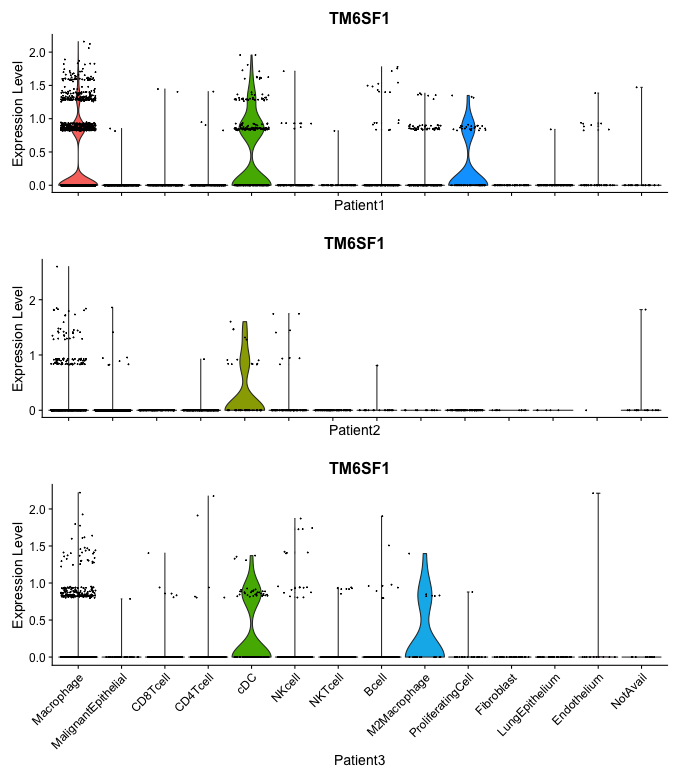 TM6SF1
Expression Level
2.0
1.5
1.0
0.5
0.0
Patient1
TM6SF1
Expression Level
2
1
0
Patient2
TM6SF1
Expression Level
2.0
1.5
1.0
0.5
0.0
Macrophage
MalignantEpithelial
CD8Tcell
CD4Tcell
cDC
NKcell
NKTcell
Bcell
M2Macrophage
ProliferatingCell
Fibroblast
LungEpithelium
Endothelium
NotAvail
Patient3